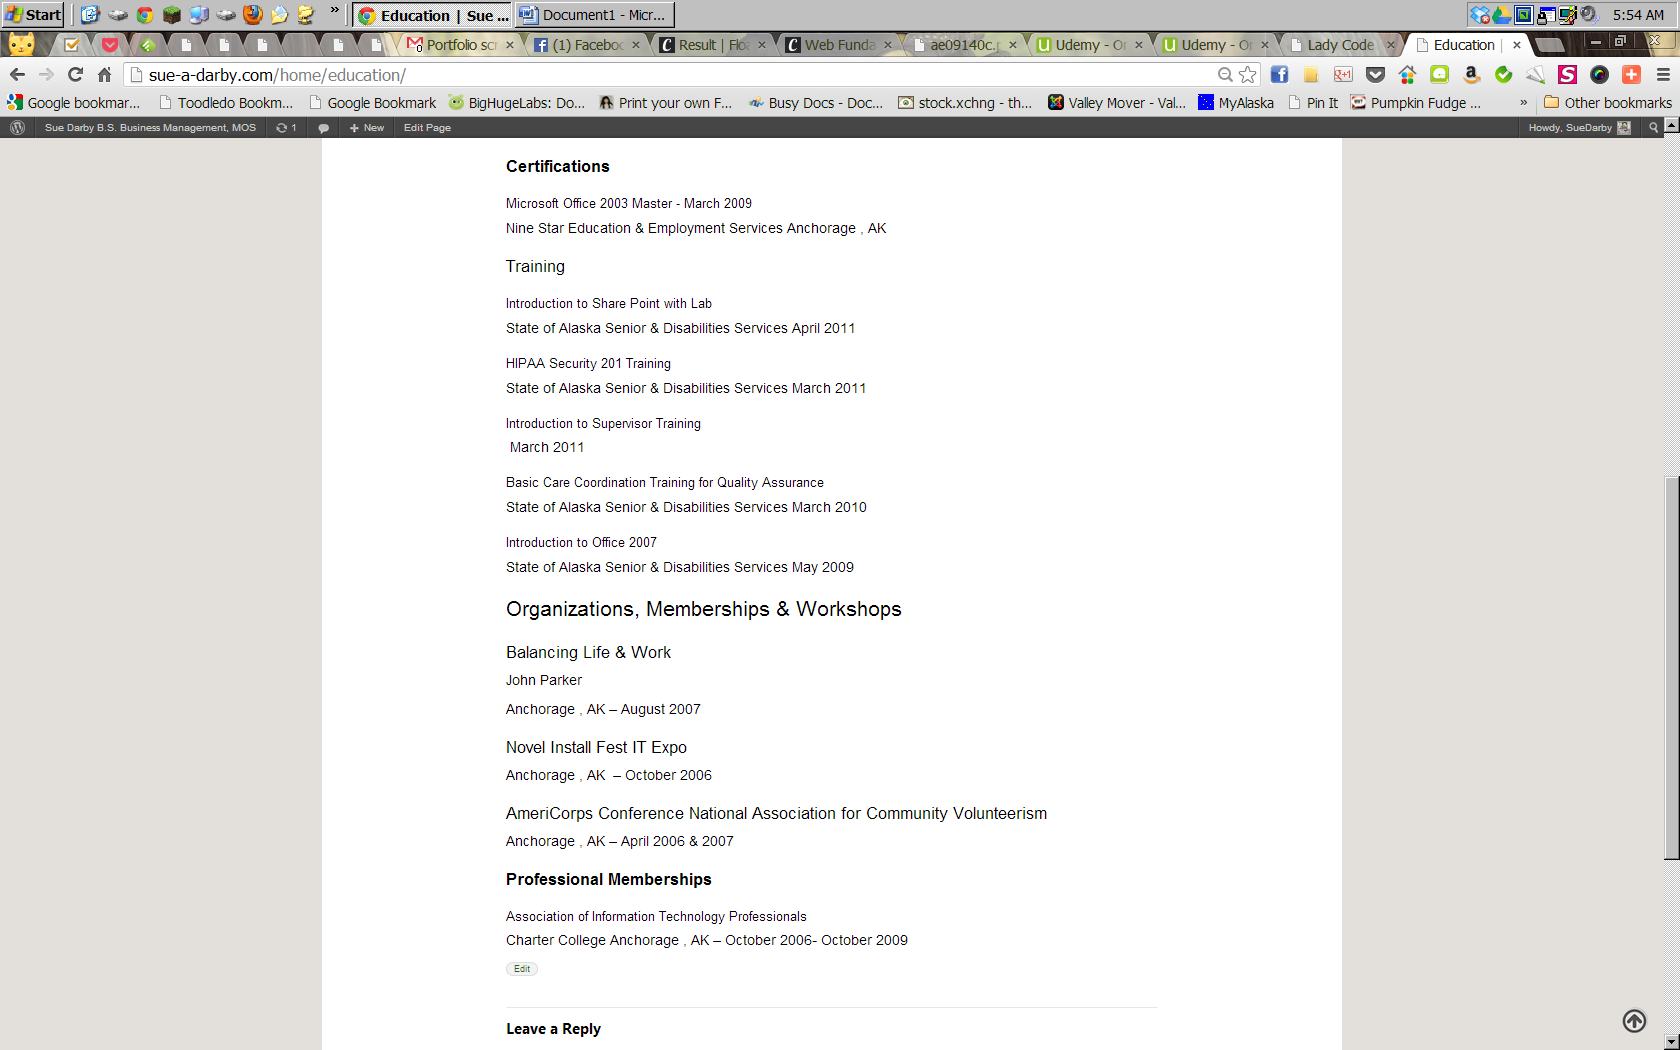 Start
Education | Sue ...
Document1 - Micr...
5:54 AM
Portfolio scr
(1) Faceboo
Result | Floa
Web Funda
ae09140c.p
Udemy - Or
Udemy - Or
Lady Code
Education |
sue-a-darby.com/home/education/
Google bookmar...
Toodledo Bookm...
Google Bookmark
BigHugeLabs: Do...
Print your own F...
Busy Docs - Doc...
stock.xchng - th...
Valley Mover - Val...
MyAlaska
Pin It
Pumpkin Fudge ...
»
Other bookmarks
Sue Darby B.S. Business Management, MOS
1
+ New
Edit Page
Howdy, SueDarby
Certifications
Microsoft Office 2003 Master - March 2009
Nine Star Education & Employment Services Anchorage , AK
Training
Introduction to Share Point with Lab
State of Alaska Senior & Disabilities Services April 2011
HIPAA Security 201 Training
State of Alaska Senior & Disabilities Services March 2011
Introduction to Supervisor Training
March 2011
Basic Care Coordination Training for Quality Assurance
State of Alaska Senior & Disabilities Services March 2010
Introduction to Office 2007
State of Alaska Senior & Disabilities Services May 2009
Organizations, Memberships & Workshops
Balancing Life & Work
John Parker
Anchorage , AK – August 2007
Novel Install Fest IT Expo
Anchorage , AK – October 2006
AmeriCorps Conference National Association for Community Volunteerism
Anchorage , AK – April 2006 & 2007
Professional Memberships
Association of Information Technology Professionals
Charter College Anchorage , AK – October 2006- October 2009
Edit
Leave a Reply